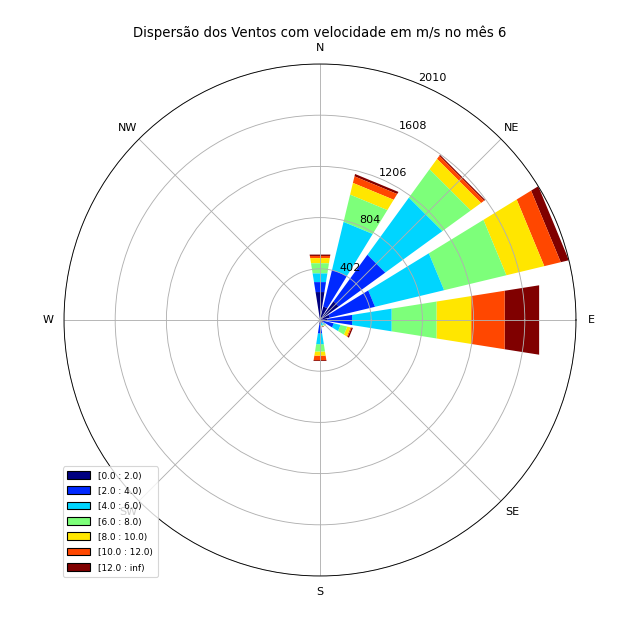 Dispersão dos Ventos com velocidade em m/s no mês 6
N
2010
NW
NE
1608
1206
804
402
W
E
[0.0 : 2.0)
[2.0 : 4.0)
[4.0 : 6.0)
SW
SE
[6.0 : 8.0)
[8.0 : 10.0)
[10.0 : 12.0)
[12.0 : inf)
S